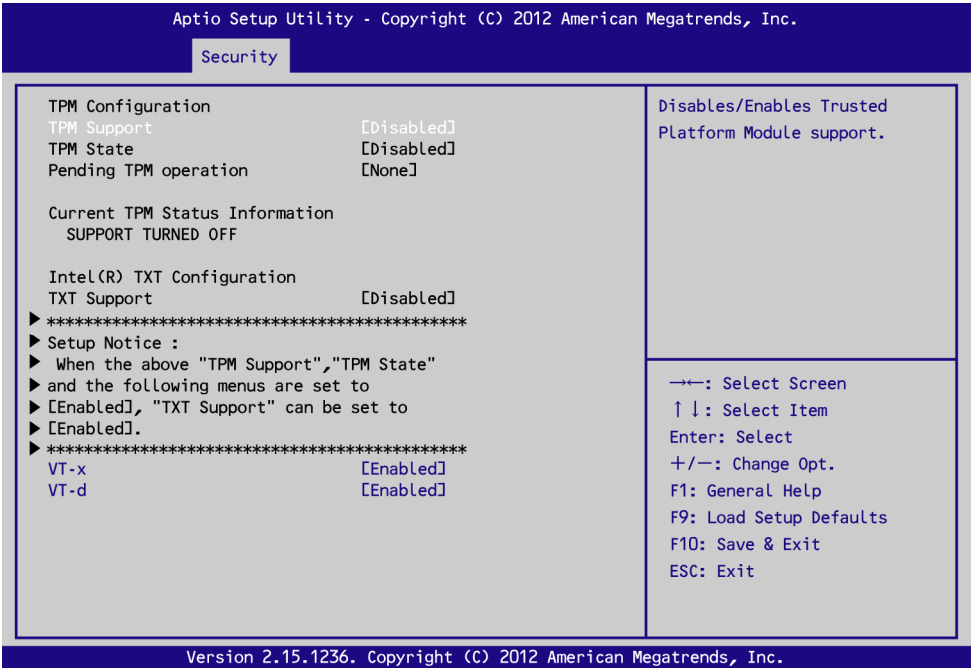 Aptio Setup Utility - Copyright (C) 2012 American Megatrends, Inc.
Security
TPM Configuration
TPM Support [Disabled]
TPM State [Disabled]
Pending TPM operation [None]
Current TPM Status Information
SUPPORT TURNED OFF
Intel(R) TXT Configuration
TXT Support [Disabled]
▶ *********************************************
▶ Setup Notice :
▶ When the above "TPM Support","TPM State"
▶ and the following menus are set to
▶ [Enabled], "TXT Support" can be set to
▶ [Enabled].
▶ *********************************************
VT-x [Enabled]
VT-d [Enabled]
Disables/Enables Trusted
Platform Module support.
→←: Select Screen
↑↓: Select Item
Enter: Select
+/-: Change Opt.
F1: General Help
F9: Load Setup Defaults
F10: Save & Exit
ESC: Exit
Version 2.15.1236. Copyright (C) 2012 American Megatrends, Inc.